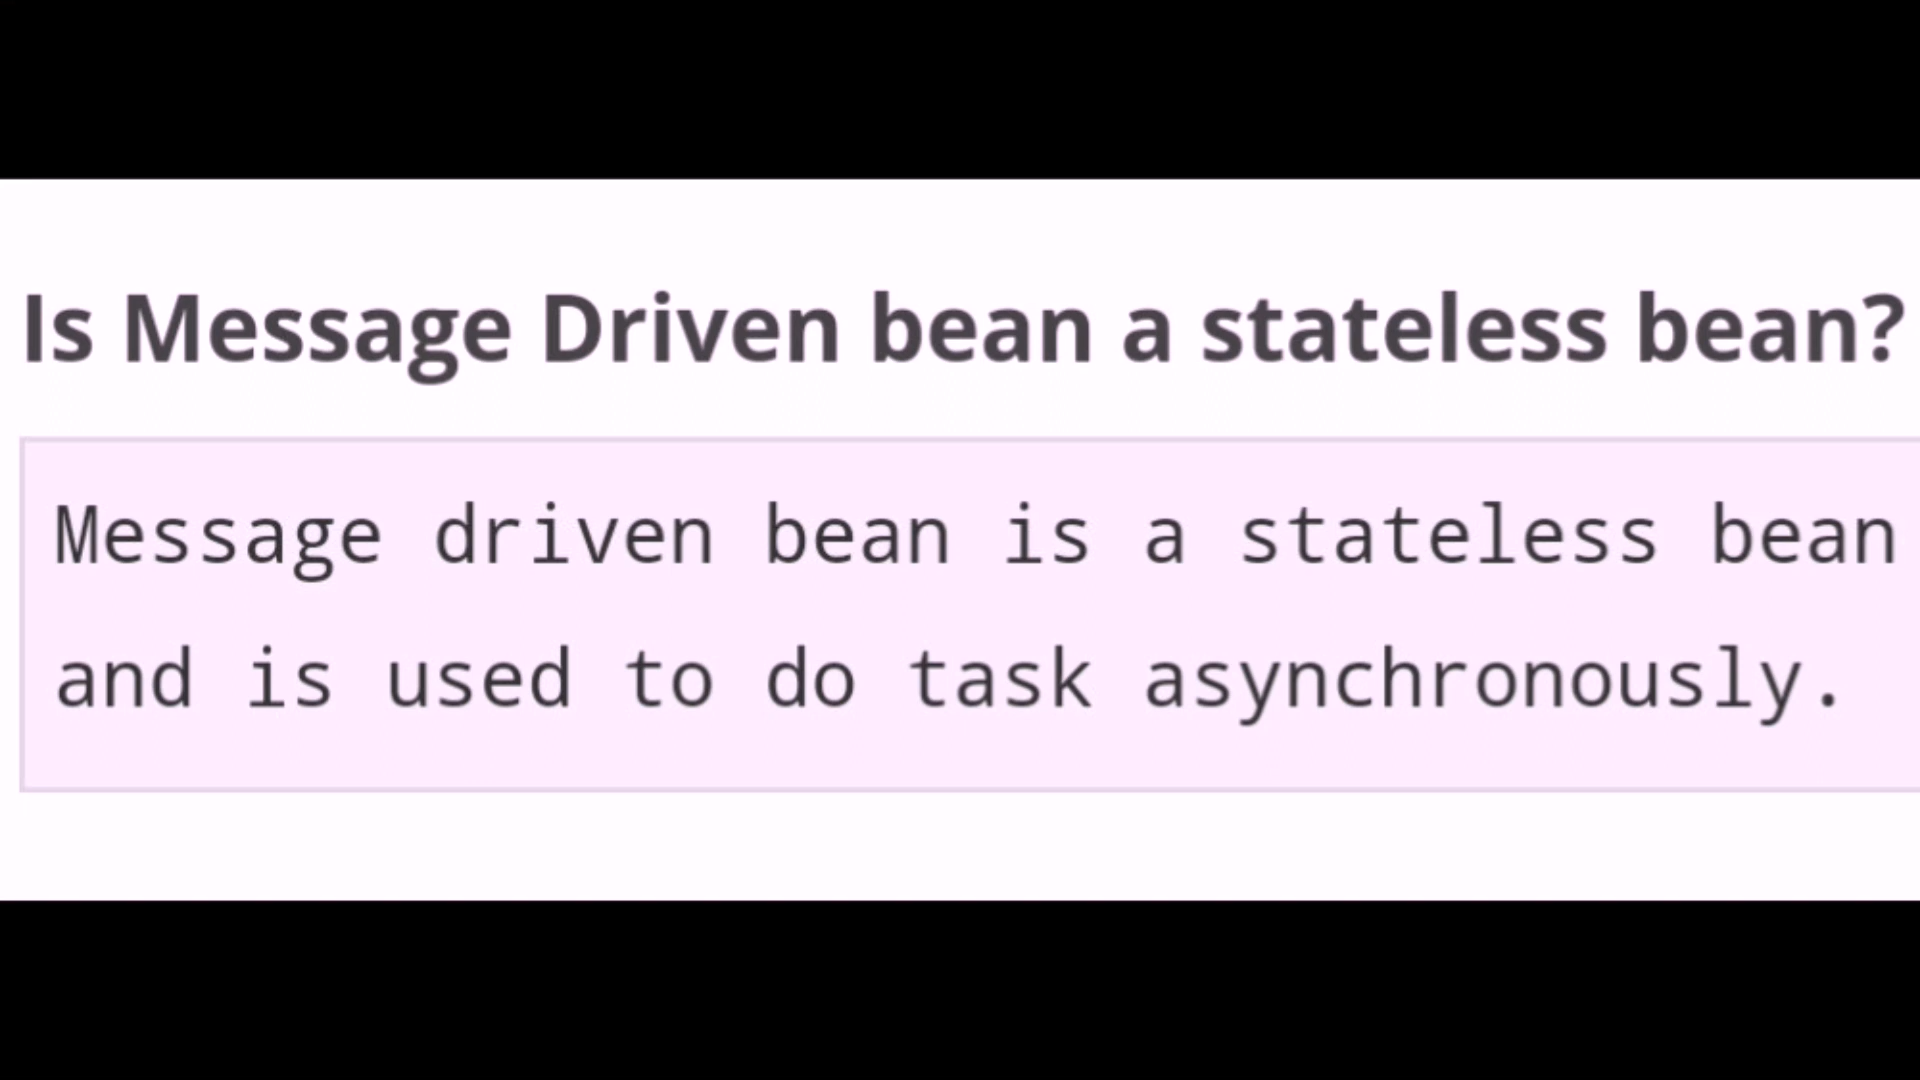 Is Message Driven bean a stateless bean?
Message driven bean is a stateless bean
and is used to do task asynchronously.